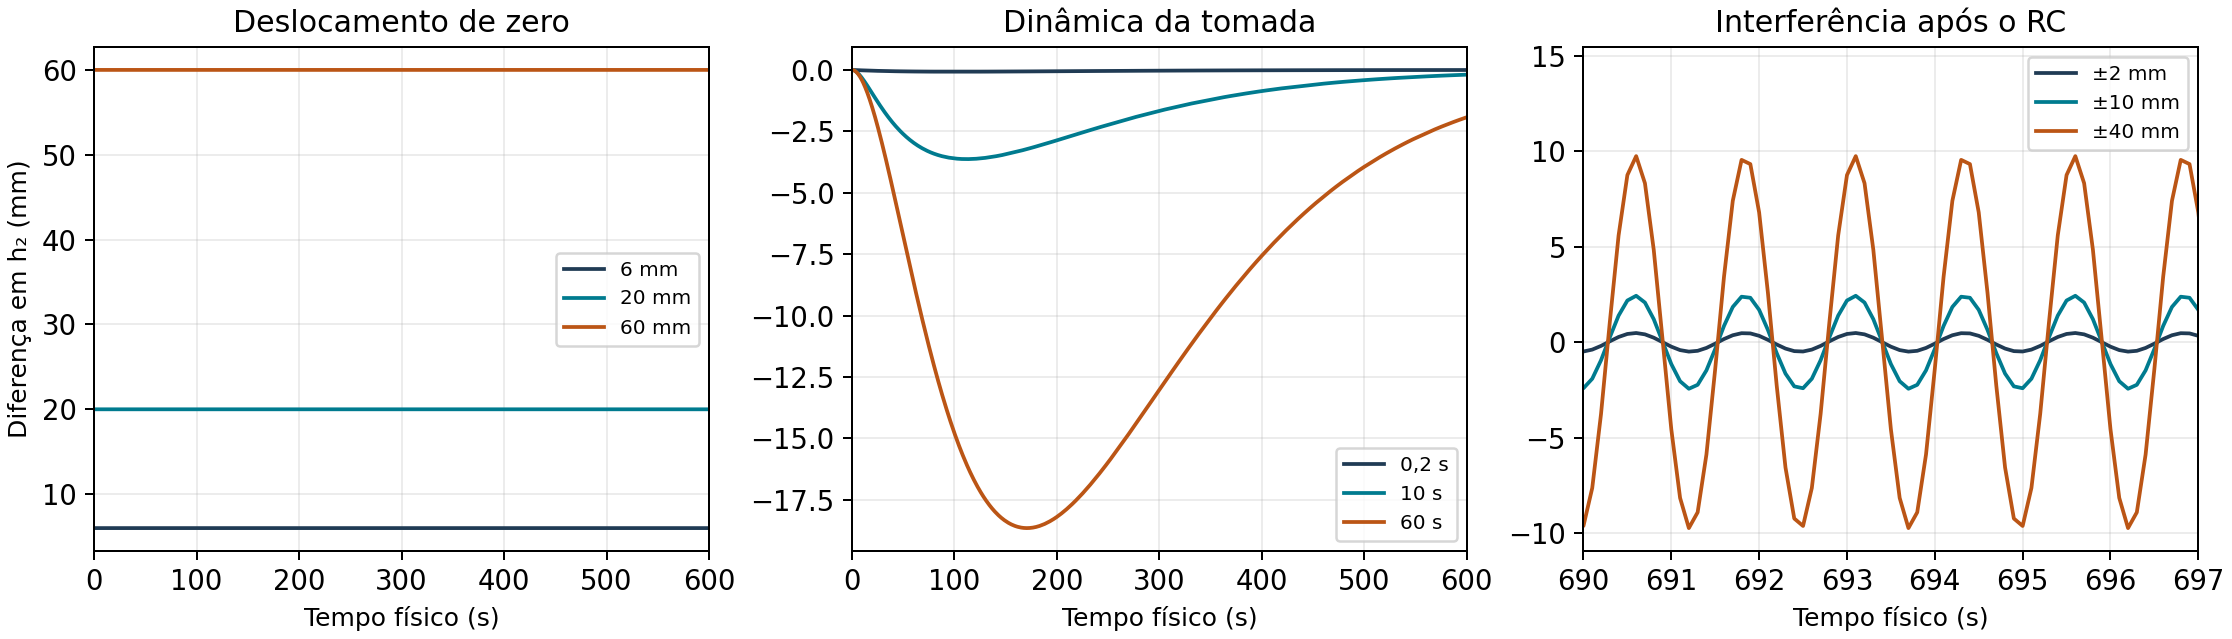 Deslocamento de zero
Diferença em h₂ (mm)
60
50
40
30
20
10
6 mm
20 mm
60 mm
0 100 200 300 400 500 600
Tempo físico (s)
Dinâmica da tomada
0.0
−2.5
−5.0
−7.5
−10.0
−12.5
−15.0
−17.5
0,2 s
10 s
60 s
0 100 200 300 400 500 600
Tempo físico (s)
Interferência após o RC
15
10
5
0
−5
−10
±2 mm
±10 mm
±40 mm
690 691 692 693 694 695 696 697
Tempo físico (s)